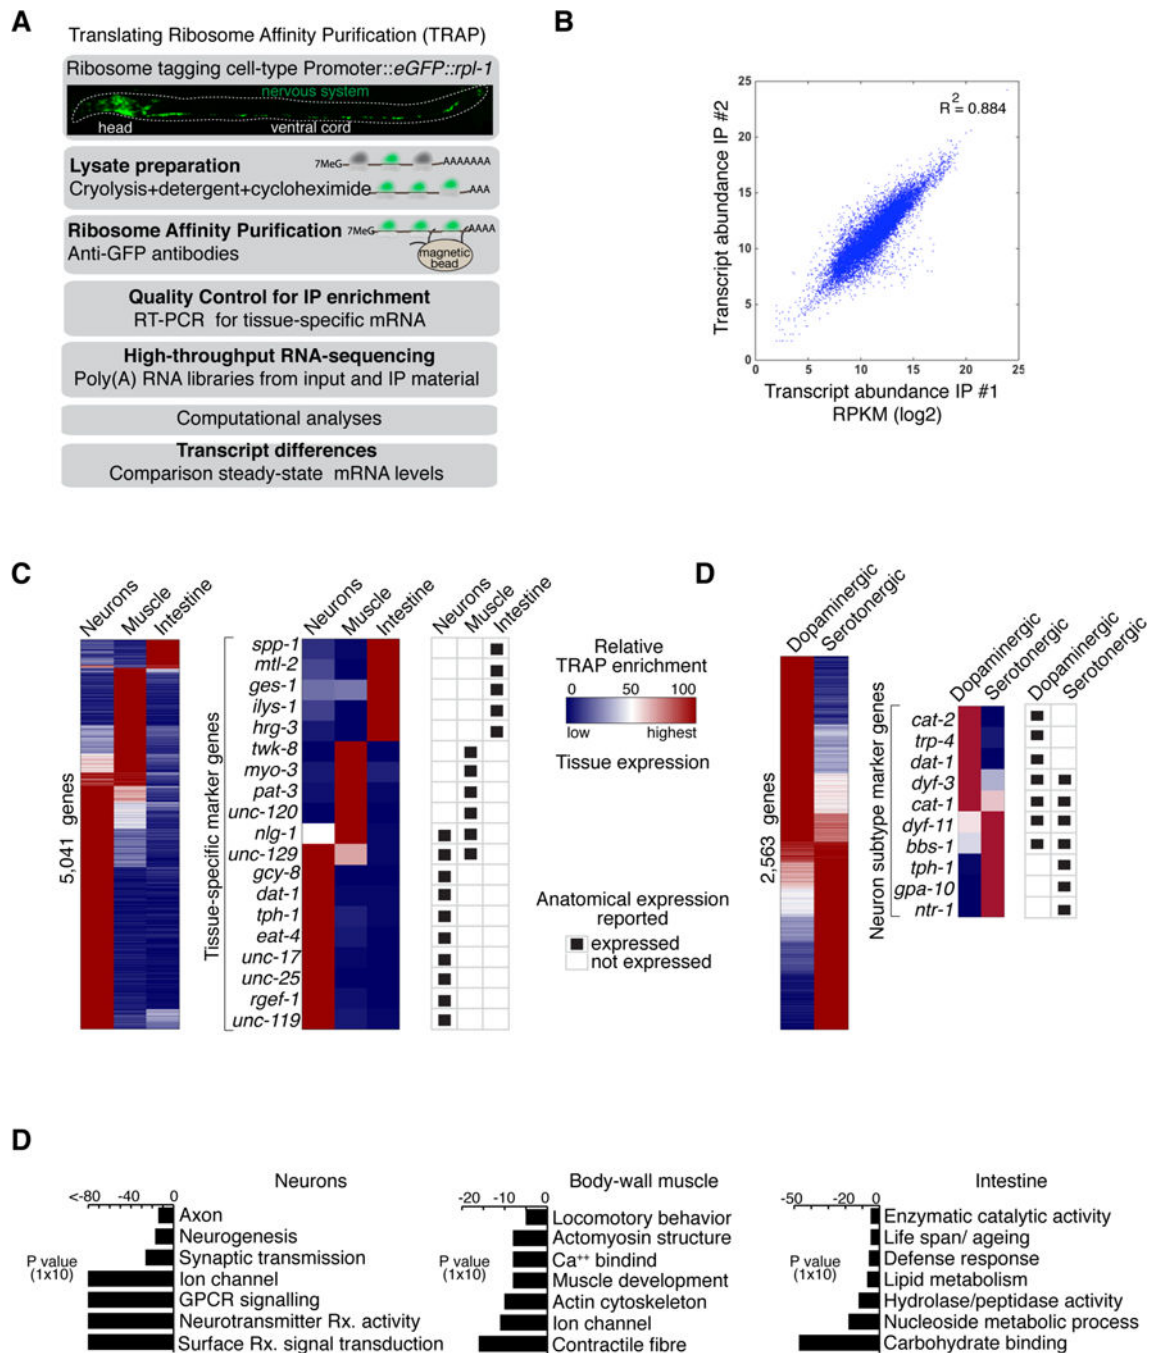 A
Translating Ribosome Affinity Purification (TRAP)
Ribosome tagging cell-type Promoter::eGFP::rpl-1
nervous system
head
ventral cord
Lysate preparation
7MeG
AAAAAAA
Cryolysis+detergent+cycloheximide
AAA
Ribosome Affinity Purification
7MeG
AAAA
Anti-GFP antibodies
magnetic
bead
Quality Control for IP enrichment
RT-PCR for tissue-specific mRNA
High-throughput RNA-sequencing
Poly(A) RNA libraries from input and IP material
Computational analyses
Transcript differences
Comparison steady-state mRNA levels
B
Transcript abundance IP #2
25
20
15
10
5
0
R2 = 0.884
0 5 10 15 20 25
Transcript abundance IP #1
RPKM (log2)
C
Neurons
Muscle
Intestine
5,041 genes
Tissue-specific marker genes
Neurons
Muscle
Intestine
Neurons
Muscle
Intestine
spp-1
mtl-2
ges-1
ilys-1
hrg-3
twk-8
myo-3
pat-3
unc-120
nlg-1
unc-129
gcy-8
dat-1
tph-1
eat-4
unc-17
unc-25
rgef-1
unc-119
Relative
TRAP enrichment
0 50 100
low highest
Tissue expression
Anatomical expression
reported
expressed
not expressed
D
Dopaminergic
Serotonergic
2,563 genes
Neuron subtype marker genes
Dopaminergic
Serotonergic
Dopaminergic
Serotonergic
cat-2
trp-4
dat-1
dyf-3
cat-1
dyf-11
bbs-1
tph-1
gpa-10
ntr-1
D
Neurons
<-80 -40 0
P value
(1x10)
Axon
Neurogenesis
Synaptic transmission
Ion channel
GPCR signalling
Neurotransmitter Rx. activity
Surface Rx. signal transduction
Body-wall muscle
-20 -10 0
P value
(1x10)
Locomotory behavior
Actomyosin structure
Ca++ bindind
Muscle development
Actin cytoskeleton
Ion channel
Contractile fibre
Intestine
-50 -20 0
P value
(1x10)
Enzymatic catalytic activity
Life span/ ageing
Defense response
Lipid metabolism
Hydrolase/peptidase activity
Nucleoside metabolic process
Carbohydrate binding